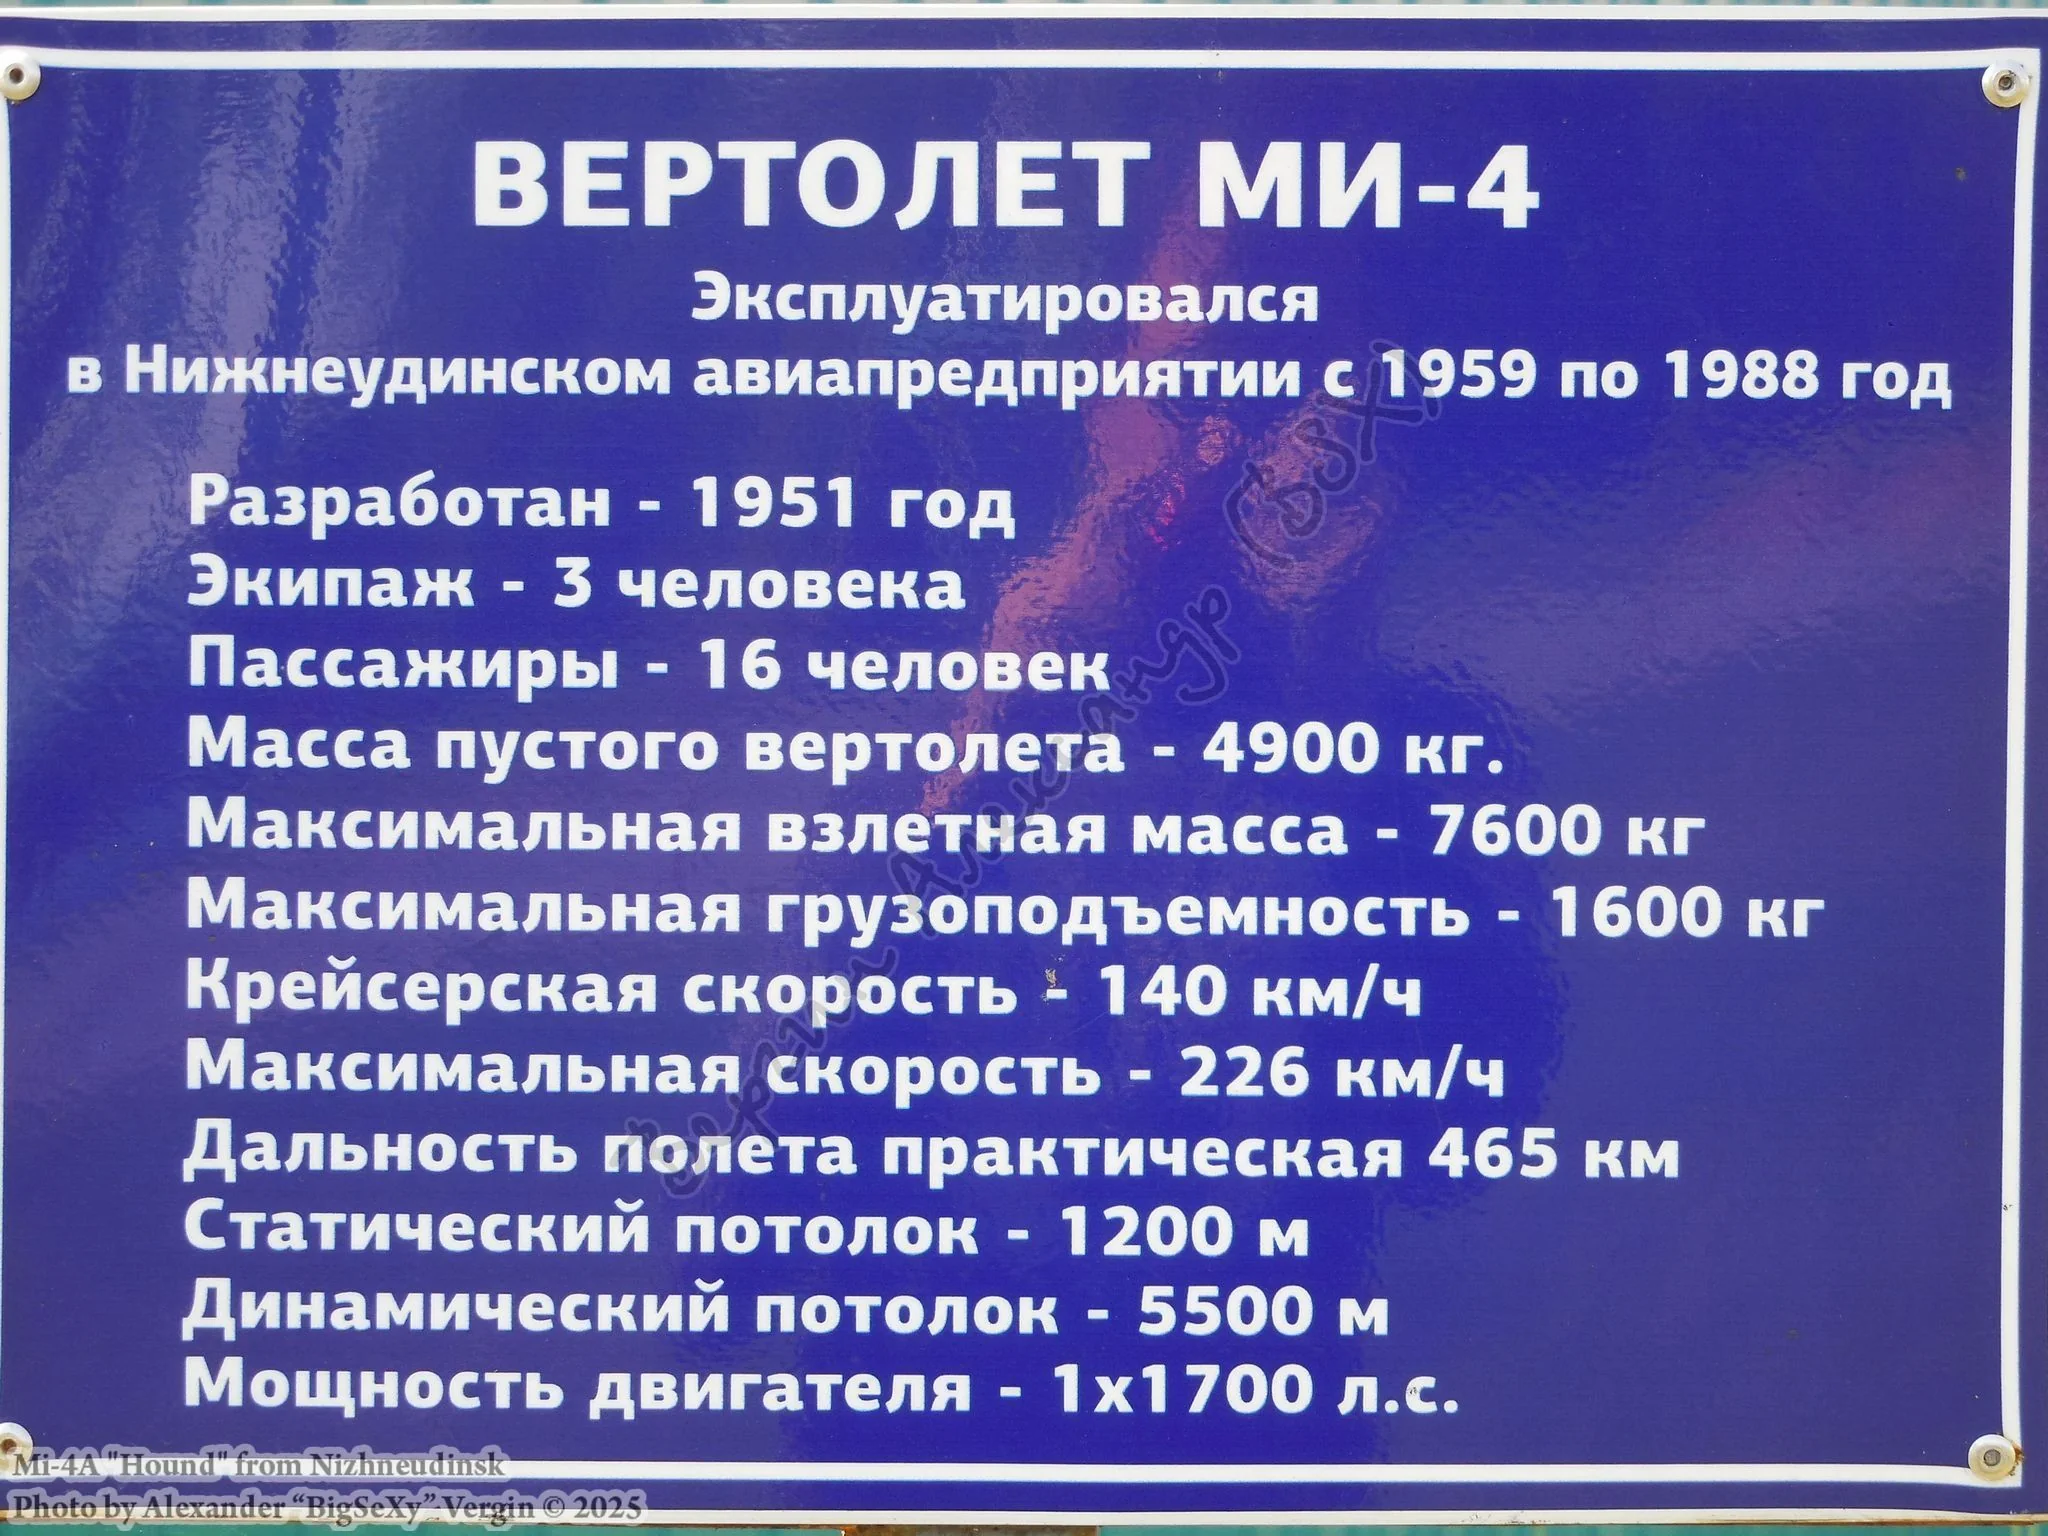 ВЕРТОЛЕТ МИ-4
Эксплуатировался
в Нижнеудинском авиапредприятии с 1959 по 1988 год
Разработан - 1951 год
Экипаж - 3 человека
Пассажиры - 16 человек
Масса пустого вертолета - 4900 кг.
Максимальная взлетная масса - 7600 кг
Максимальная грузоподъемность - 1600 кг
Крейсерская скорость - 140 км/ч
Максимальная скорость - 226 км/ч
Дальность полета практическая 465 км
Статический потолок - 1200 м
Динамический потолок - 5500 м
Мощность двигателя - 1х1700 л.с.
Вергин Александр (BSX)
Mi-4A "Hound" from Nizhneudinsk
Photo by Alexander “BigSeXy” Vergin © 2025